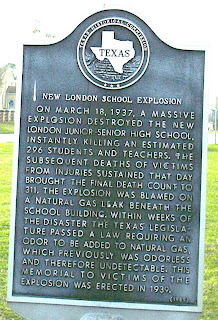 TEXAS HISTORICAL COMMISSION
TEXAS
NEW LONDON SCHOOL EXPLOSION
ON MARCH 18, 1937, A MASSIVE
EXPLOSION DESTROYED THE NEW
LONDON JUNIOR-SENIOR HIGH SCHOOL,
INSTANTLY KILLING AN ESTIMATED
296 STUDENTS AND TEACHERS. THE
SUBSEQUENT DEATHS OF VICTIMS
FROM INJURIES SUSTAINED THAT DAY
BROUGHT THE FINAL DEATH COUNT TO
311. THE EXPLOSION WAS BLAMED ON
A NATURAL GAS LEAK BENEATH THE
SCHOOL BUILDING. WITHIN WEEKS OF
THE DISASTER THE TEXAS LEGISLA-
TURE PASSED A LAW REQUIRING AN
ODOR TO BE ADDED TO NATURAL GAS,
WHICH PREVIOUSLY WAS ODORLESS
AND THEREFORE UNDETECTABLE. THIS
MEMORIAL TO VICTIMS OF THE
EXPLOSION WAS ERECTED IN 1939.